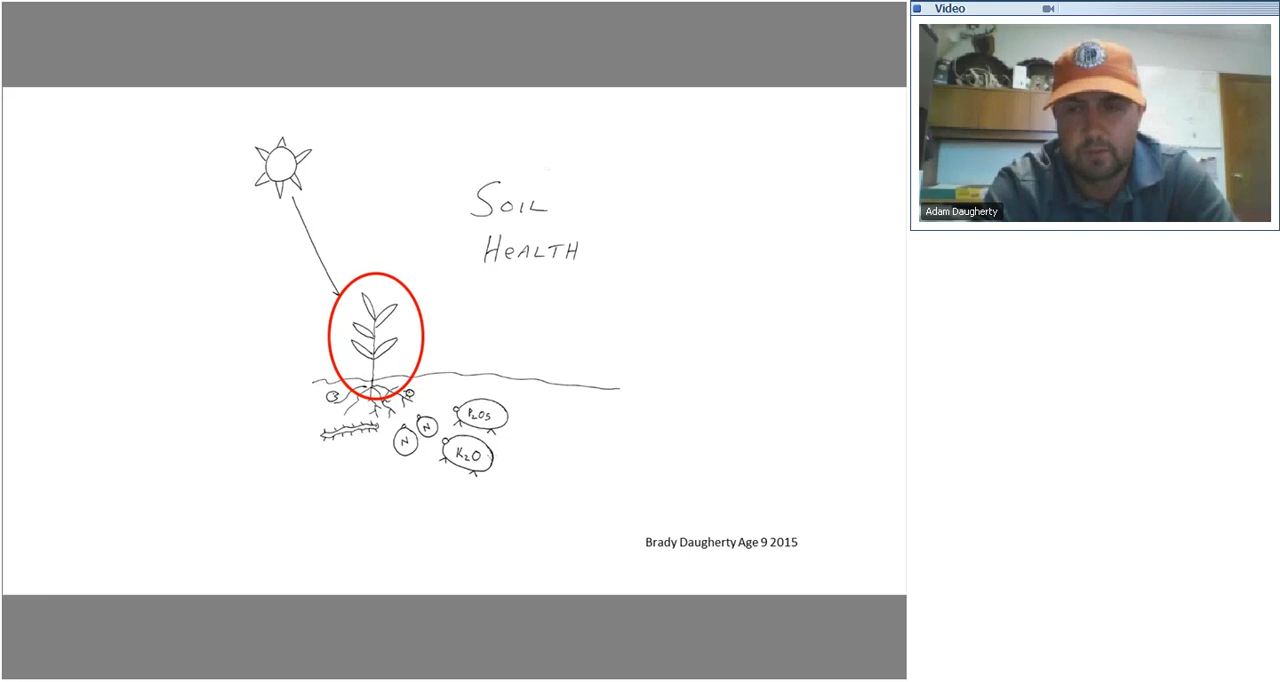 Video
Adam Daugherty
SOIL
HeALTH
P2O5
N
N
K2O
Brady Daugherty Age 9 2015